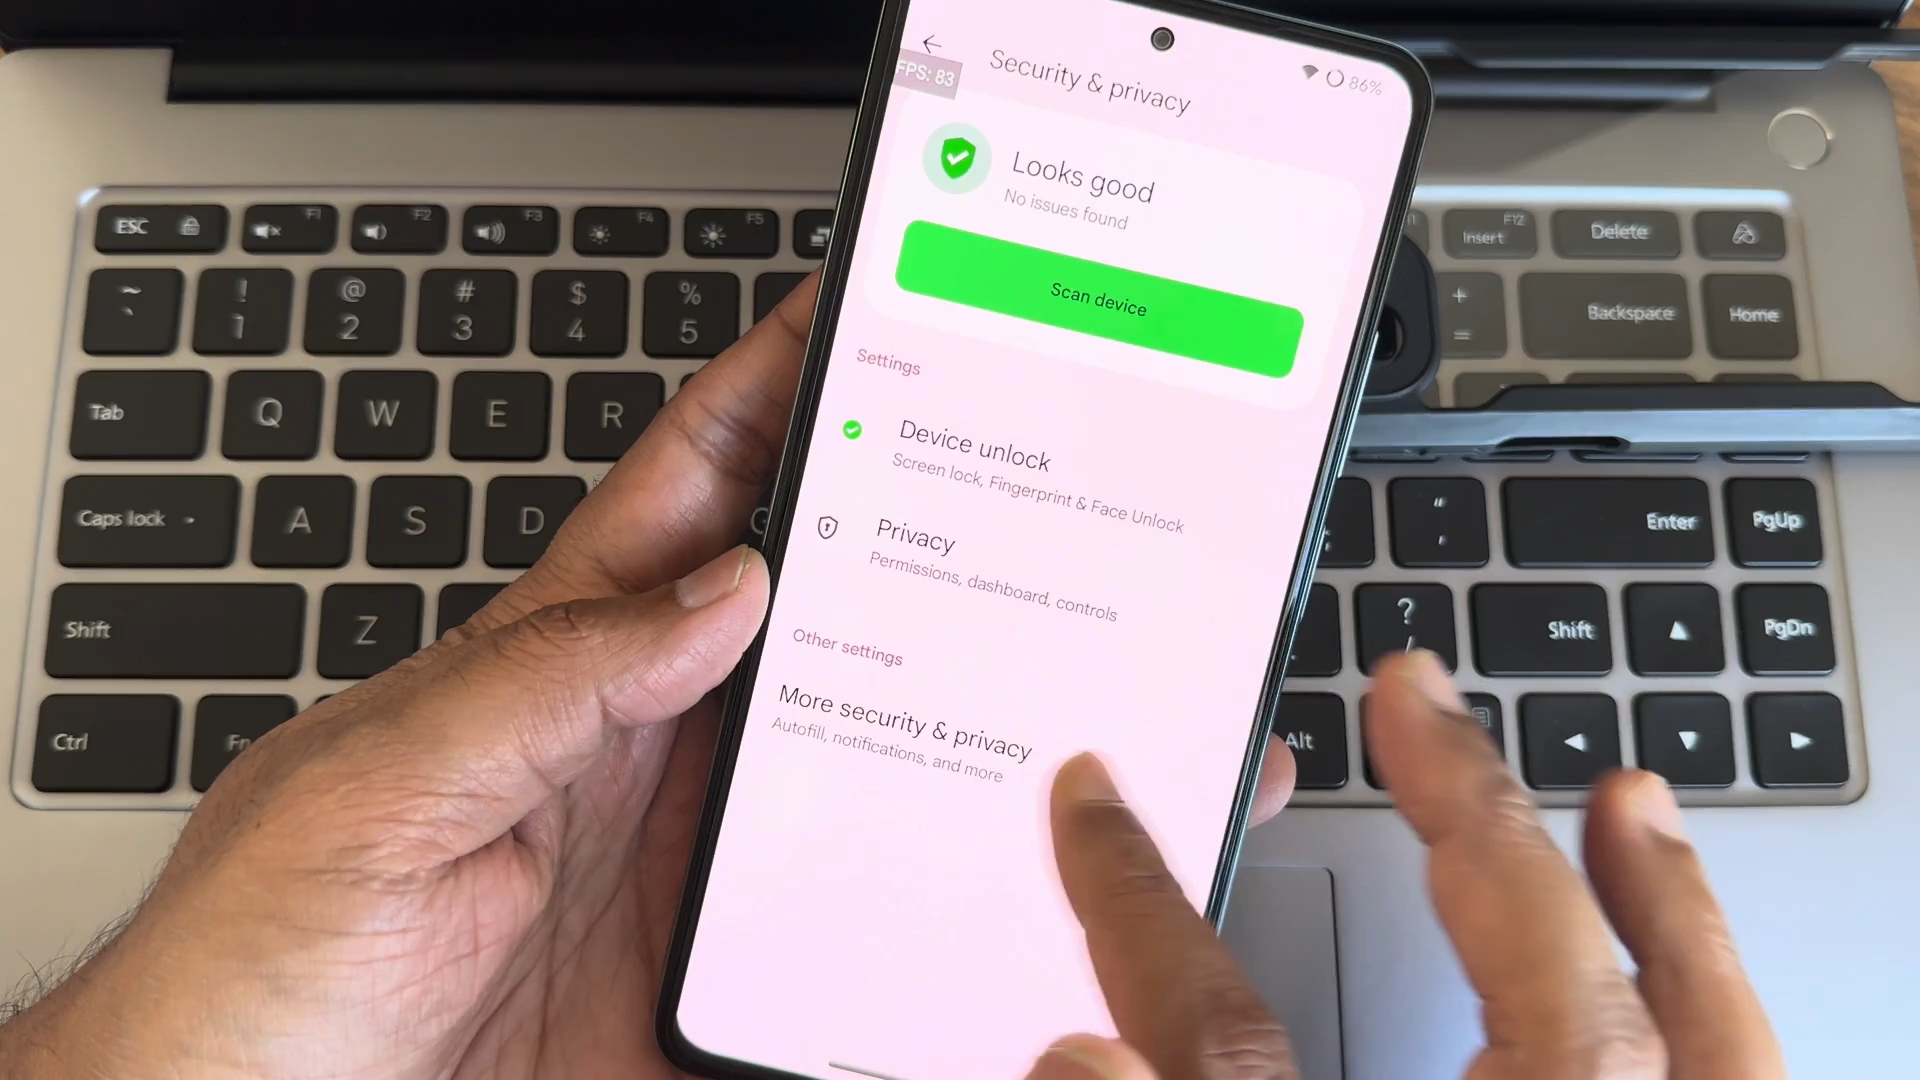 ←
Security & privacy
FPS: 83
86%
Looks good
No issues found
Scan device
Settings
Device unlock
Screen lock, Fingerprint & Face Unlock
Privacy
Permissions, dashboard, controls
Other settings
More security & privacy
Autofill, notifications, and more
ESC F1 F2 F3 F4 F5
F12 Insert Delete
~ ` ! 1 @ 2 # 3 $ 4 % 5
+ = Backspace Home
Tab Q W E R
Caps lock A S D G
" ' Enter PgUp
Shift Z
? / Shift ▲ PgDn
Ctrl Fn
Alt ◀ ▼ ▶